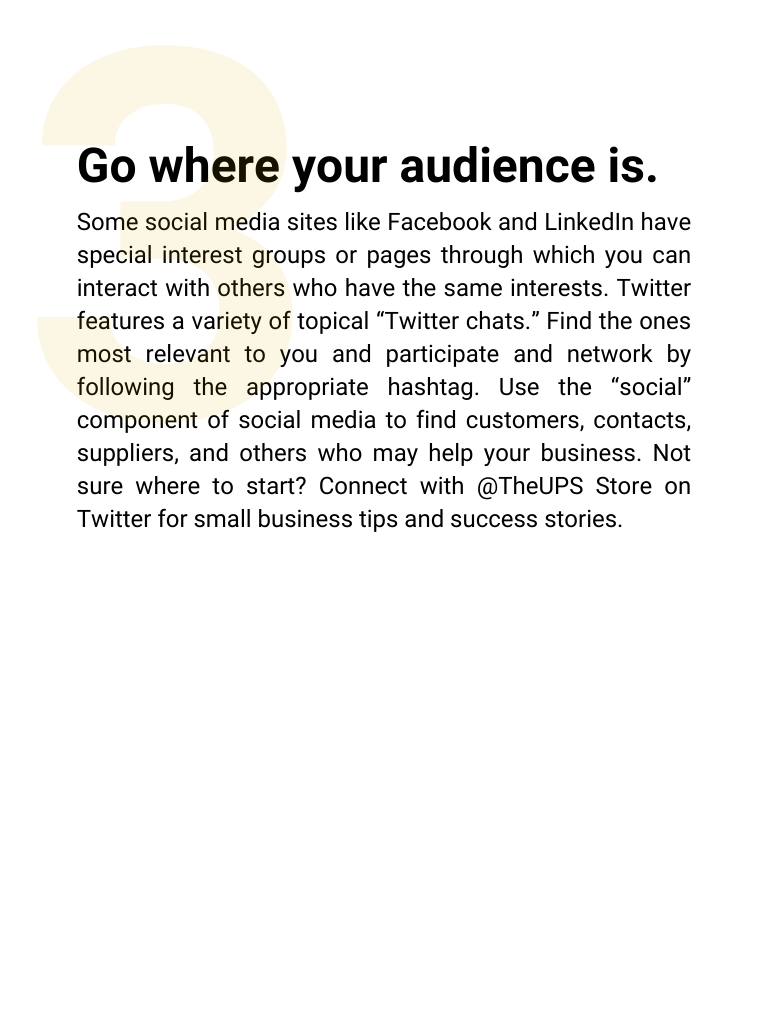 3
Go where your audience is.
Some social media sites like Facebook and LinkedIn have
special interest groups or pages through which you can
interact with others who have the same interests. Twitter
features a variety of topical “Twitter chats.” Find the ones
most relevant to you and participate and network by
following the appropriate hashtag. Use the “social”
component of social media to find customers, contacts,
suppliers, and others who may help your business. Not
sure where to start? Connect with @TheUPS Store on
Twitter for small business tips and success stories.